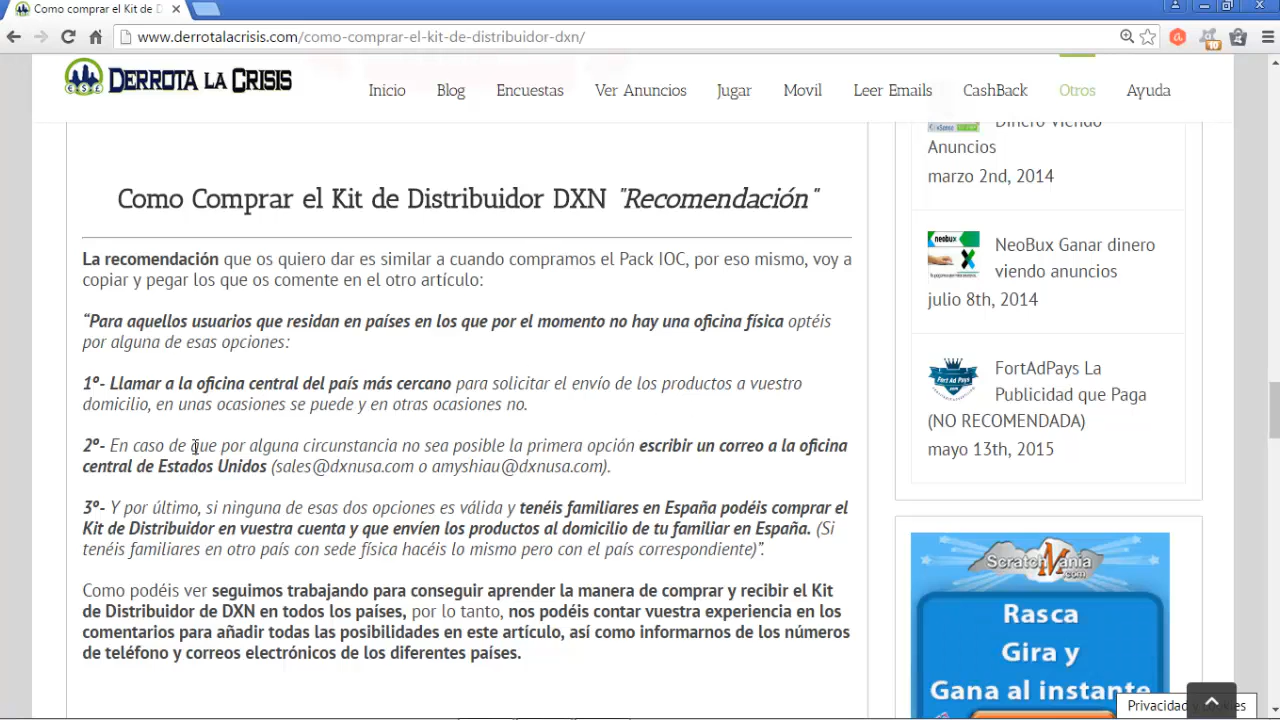 Como comprar el Kit de D
www.derrotalacrisis.com/como-comprar-el-kit-de-distribuidor-dxn/
10
DERROTA LA CRISIS
Inicio Blog Encuestas Ver Anuncios Jugar Movil Leer Emails CashBack Otros Ayuda
Como Comprar el Kit de Distribuidor DXN "Recomendación"
La recomendación que os quiero dar es similar a cuando compramos el Pack IOC, por eso mismo, voy a
copiar y pegar los que os comente en el otro artículo:
“Para aquellos usuarios que residan en países en los que por el momento no hay una oficina física optéis
por alguna de esas opciones:
1º- Llamar a la oficina central del país más cercano para solicitar el envío de los productos a vuestro
domicilio, en unas ocasiones se puede y en otras ocasiones no.
2º- En caso de que por alguna circunstancia no sea posible la primera opción escribir un correo a la oficina
central de Estados Unidos (sales@dxnusa.com o amyshiau@dxnusa.com).
3º- Y por último, si ninguna de esas dos opciones es válida y tenéis familiares en España podéis comprar el
Kit de Distribuidor en vuestra cuenta y que envíen los productos al domicilio de tu familiar en España. (Si
tenéis familiares en otro país con sede física hacéis lo mismo pero con el país correspondiente)”.
Como podéis ver seguimos trabajando para conseguir aprender la manera de comprar y recibir el Kit
de Distribuidor de DXN en todos los países, por lo tanto, nos podéis contar vuestra experiencia en los
comentarios para añadir todas las posibilidades en este artículo, así como informarnos de los números
de teléfono y correos electrónicos de los diferentes países.
Dinero viendo
Anuncios
marzo 2nd, 2014
neobux
NeoBux Ganar dinero
viendo anuncios
julio 8th, 2014
Fort Ad Pays
FortAdPays La
Publicidad que Paga
(NO RECOMENDADA)
mayo 13th, 2015
ScratchMania
.com
Rasca
Gira y
Gana al instante
Privacidad y Cookies